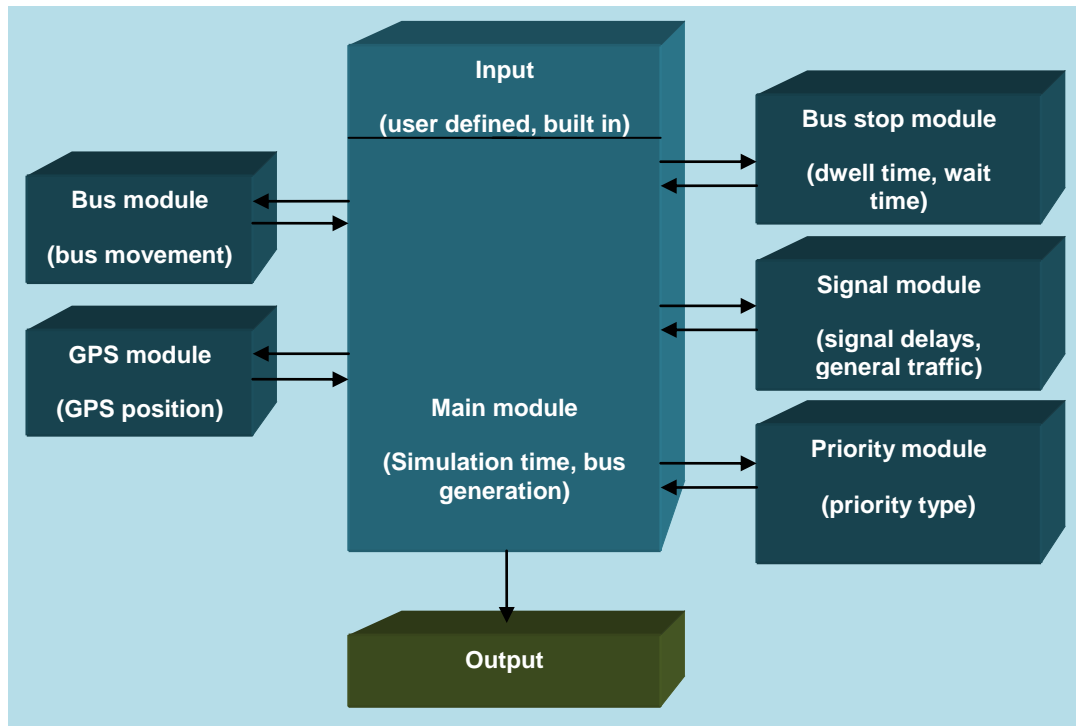 Input
(user defined, built in)
Bus stop module
(dwell time, wait
time)
Bus module
(bus movement)
Signal module
(signal delays,
general traffic)
GPS module
(GPS position)
Main module
(Simulation time, bus
generation)
Priority module
(priority type)
Output